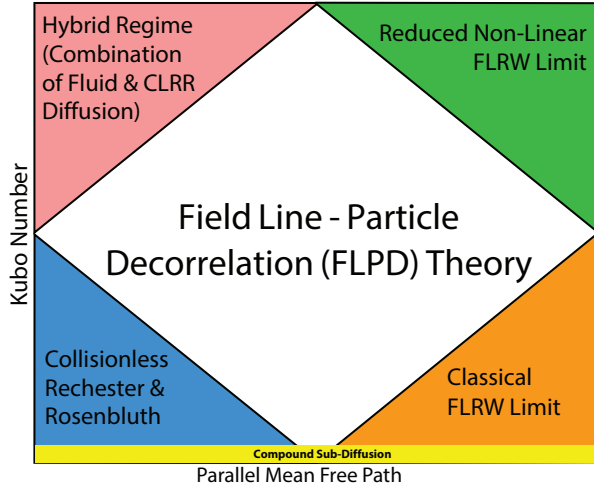 Hybrid Regime
(Combination
of Fluid & CLRR
Diffusion)
Reduced Non-Linear
FLRW Limit
Kubo Number
Field Line - Particle
Decorrelation (FLPD) Theory
Collisionless
Rechester &
Rosenbluth
Classical
FLRW Limit
Compound Sub-Diffusion
Parallel Mean Free Path